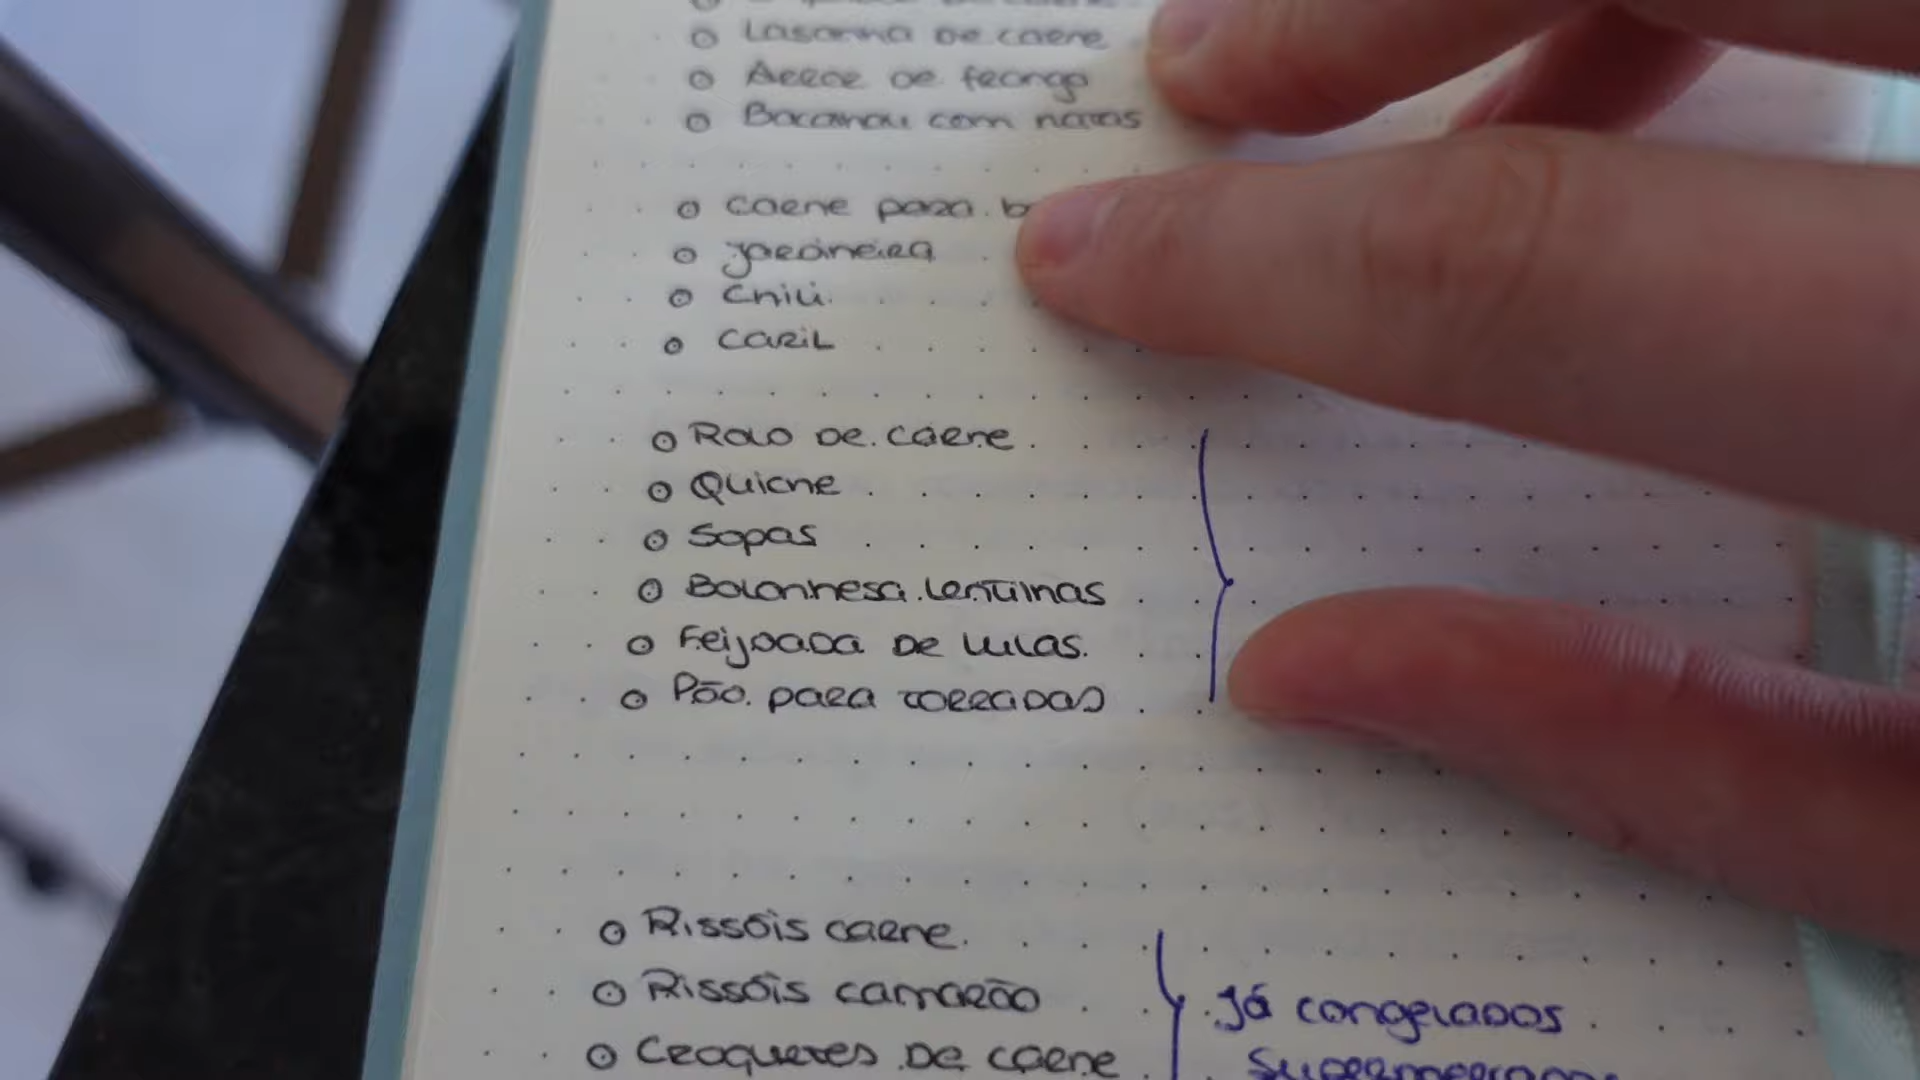 Lasanha de carne
Arroz de frango
Bacalhau com natas
Carne para
Jardineira
Chili
Caril
Rolo de carne
Quiche
Sopas
Bolonhesa lentilhas
Feijoada de lulas
Pão para torradas
Rissóis carne
Rissóis camarão
Já congelados
Croquetes de carne
Supermercado